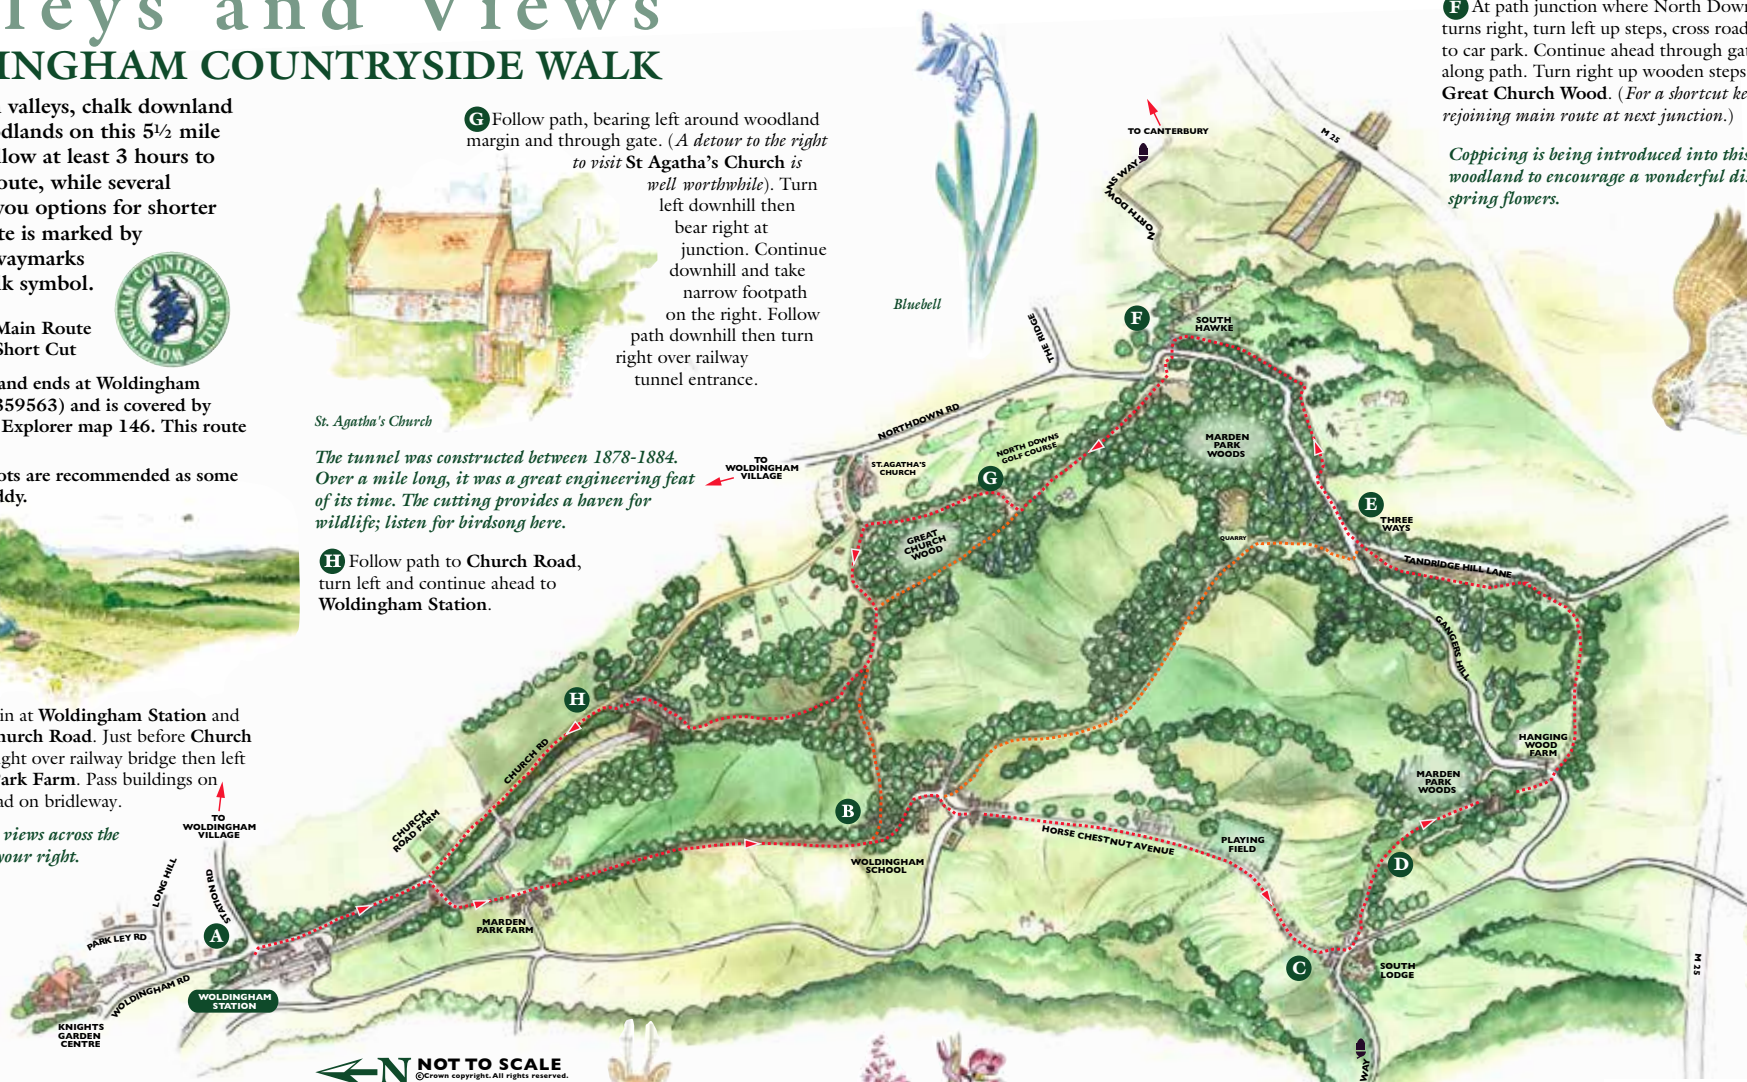 leys and Views
INGHAM COUNTRYSIDE WALK
valleys, chalk downland
dlands on this 5½ mile
llow at least 3 hours to
oute, while several
you options for shorter
te is marked by
waymarks
lk symbol.
WOLDINGHAM COUNTRYSIDE WALK
Main Route
Short Cut
and ends at Woldingham
359563) and is covered by
Explorer map 146. This route
ots are recommended as some
ddy.
in at Woldingham Station and
hurch Road. Just before Church
ght over railway bridge then left
Park Farm. Pass buildings on
ad on bridleway.
views across the
your right.
G Follow path, bearing left around woodland
margin and through gate. (A detour to the right
to visit St Agatha's Church is
well worthwhile). Turn
left downhill then
bear right at
junction. Continue
downhill and take
narrow footpath
on the right. Follow
path downhill then turn
right over railway
tunnel entrance.
St. Agatha's Church
The tunnel was constructed between 1878-1884.
Over a mile long, it was a great engineering feat
of its time. The cutting provides a haven for
wildlife; listen for birdsong here.
H Follow path to Church Road,
turn left and continue ahead to
Woldingham Station.
Bluebell
F At path junction where North Down
turns right, turn left up steps, cross road
to car park. Continue ahead through gat
along path. Turn right up wooden steps
Great Church Wood. (For a shortcut ke
rejoining main route at next junction.)
Coppicing is being introduced into this
woodland to encourage a wonderful di
spring flowers.
TO CANTERBURY
NORTH DOWNS WAY
M 25
F
SOUTH
HAWKE
THE RIDGE
NORTHDOWN RD
TO
WOLDINGHAM
VILLAGE
ST.AGATHA'S
CHURCH
NORTH DOWNS
GOLF COURSE
G
MARDEN
PARK
WOODS
GREAT
CHURCH
WOOD
QUARRY
E
THREE
WAYS
TANDRIDGE HILL LANE
GANGERS HILL
HANGING
WOOD
FARM
MARDEN
PARK
WOODS
D
H
CHURCH RD
CHURCH
ROAD FARM
B
WOLDINGHAM
SCHOOL
HORSE CHESTNUT AVENUE
PLAYING
FIELD
C
SOUTH
LODGE
M 25
WAY
MARDEN
PARK FARM
TO
WOLDINGHAM
VILLAGE
LONG HILL
STATION RD
A
PARK LEY RD
WOLDINGHAM RD
WOLDINGHAM
STATION
KNIGHTS
GARDEN
CENTRE
N
NOT TO SCALE
©Crown copyright. All rights reserved.